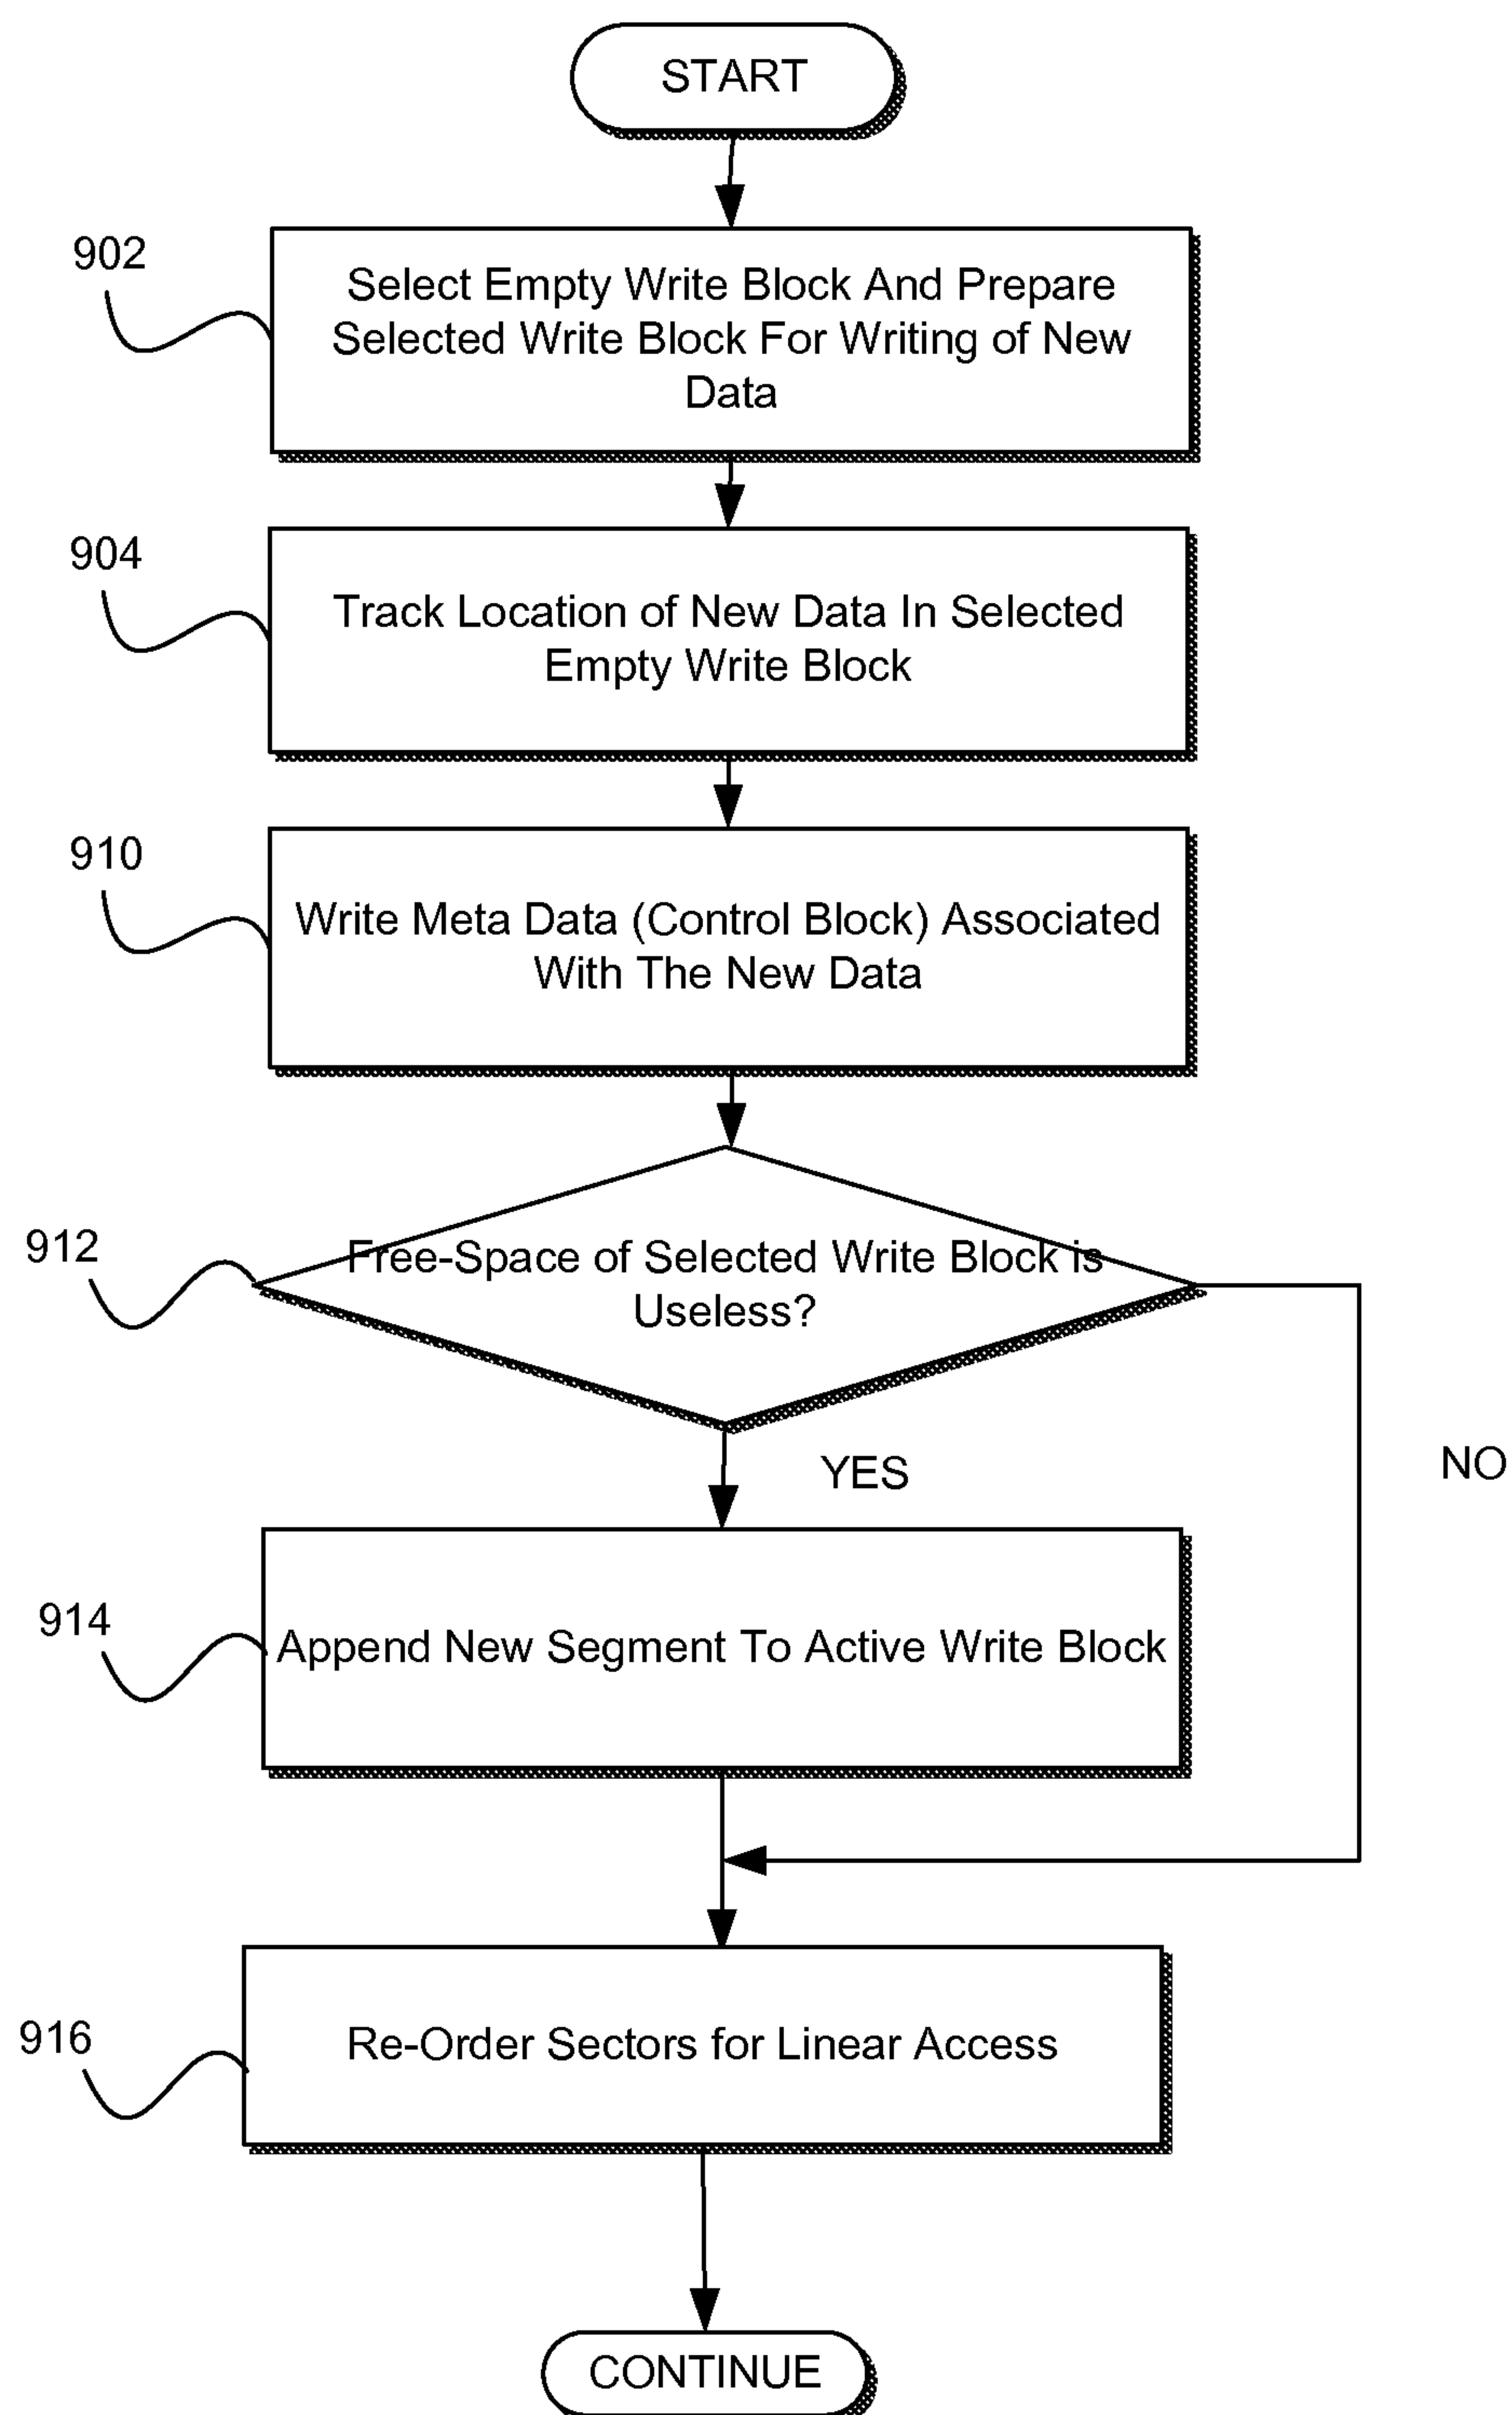 START
902
Select Empty Write Block And Prepare
Selected Write Block For Writing of New
Data
904
Track Location of New Data In Selected
Empty Write Block
910
Write Meta Data (Control Block) Associated
With The New Data
912
Free-Space of Selected Write Block is
Useless?
YES
NO
914
Append New Segment To Active Write Block
916
Re-Order Sectors for Linear Access
CONTINUE